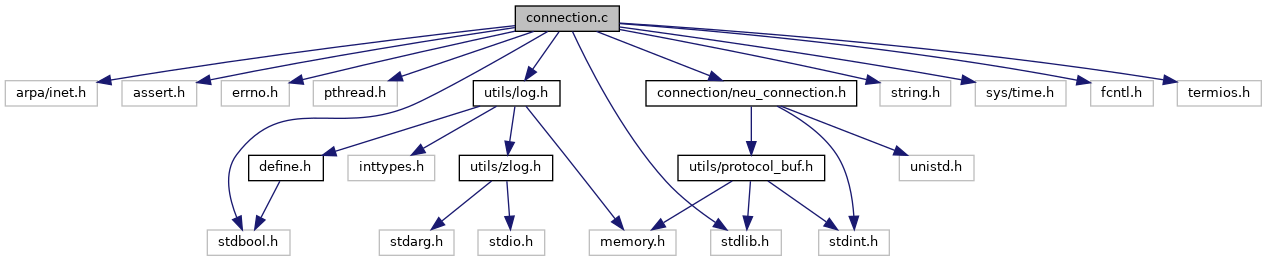 connection.c
arpa/inet.h
assert.h
errno.h
pthread.h
utils/log.h
connection/neu_connection.h
string.h
sys/time.h
fcntl.h
termios.h
define.h
inttypes.h
utils/zlog.h
utils/protocol_buf.h
unistd.h
stdbool.h
stdarg.h
stdio.h
memory.h
stdlib.h
stdint.h